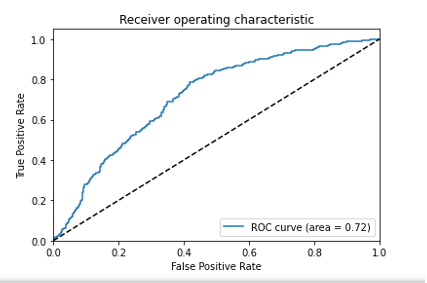 Receiver operating characteristic
True Positive Rate
1.0
0.8
0.6
0.4
0.2
0.0
ROC curve (area = 0.72)
0.0 0.2 0.4 0.6 0.8 1.0
False Positive Rate